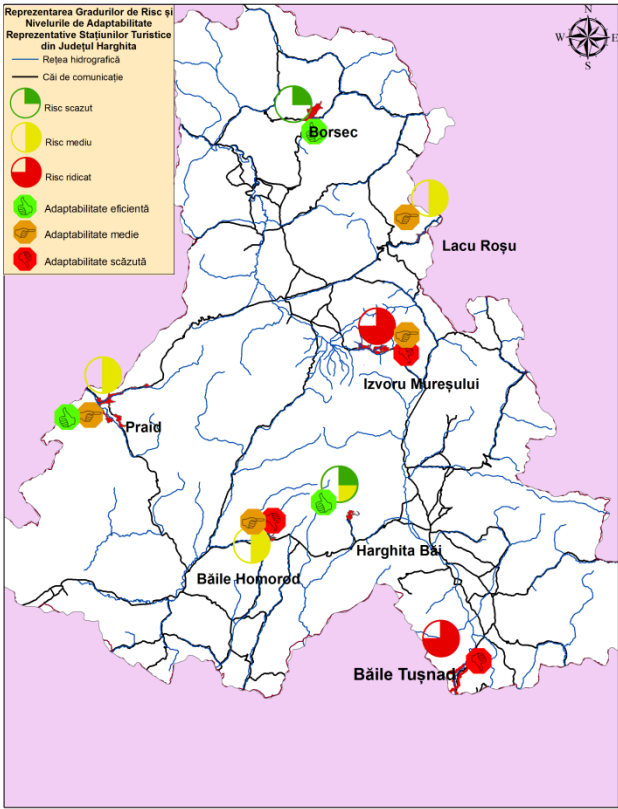 Reprezentarea Gradurilor de Risc și
Nivelurile de Adaptabilitate
Reprezentative Stațiunilor Turistice
din Județul Harghita
Rețea hidrografică
Căi de comunicație
Risc scazut
Risc mediu
Risc ridicat
Adaptabilitate eficientă
Adaptabilitate medie
Adaptabilitate scăzută
N
W
E
S
Borsec
Lacu Roșu
Izvoru Mureșului
Praid
Harghita Băi
Băile Homorod
Băile Tușnad